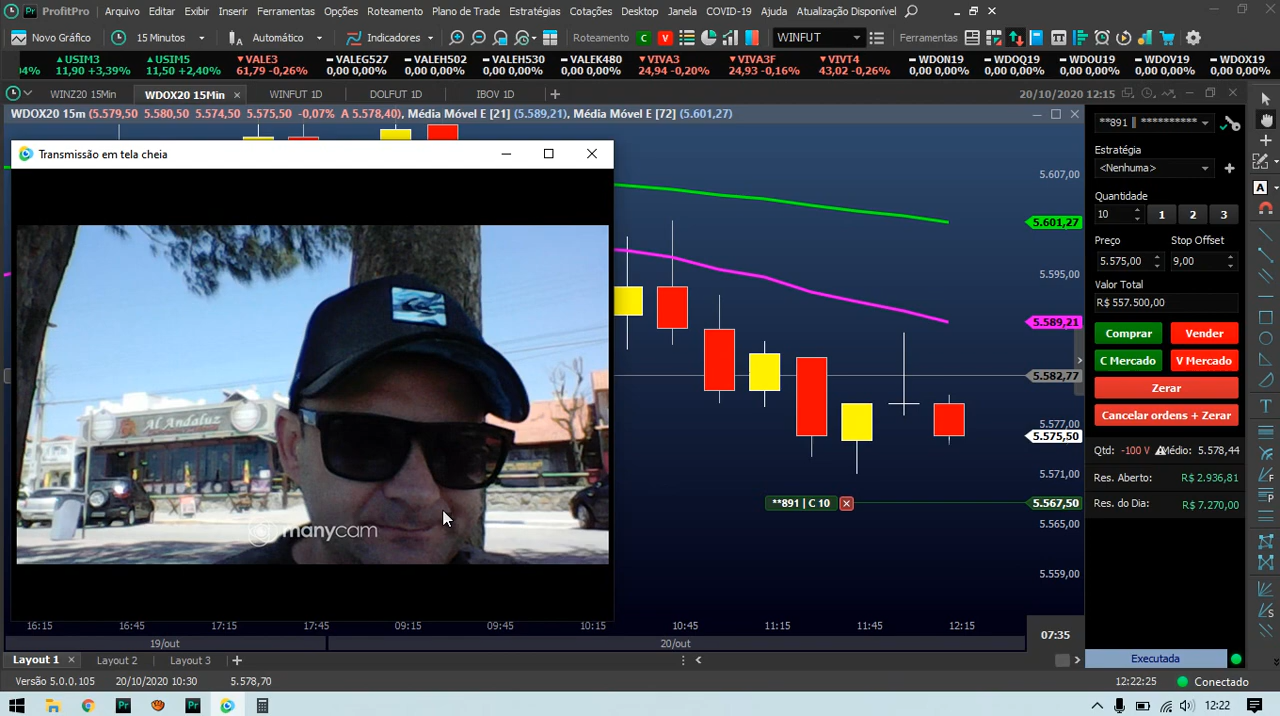 ProfitPro Arquivo Editar Exibir Inserir Ferramentas Opções Roteamento Plano de Trade Estratégias Cotações Desktop Janela COVID-19 Ajuda Atualização Disponível
Novo Gráfico 15 Minutos Automático Indicadores Roteamento C V WINFUT Ferramentas
USIM3 USIM5 VALE3 VALEG527 VALEH502 VALEH530 VALEK480 VIVA3 VIVA3F VIVT4 WDON19 WDOQ19 WDOU19 WDOV19 WDOX19
04% 11,90 +3,39% 11,50 +2,40% 61,79 -0,26% 0,00 0,00% 0,00 0,00% 0,00 0,00% 0,00 0,00% 24,94 -0,20% 24,93 -0,16% 43,02 -0,26% 0,00 0,00% 0,00 0,00% 0,00 0,00% 0,00 0,00% 0,00 0,00%
WINZ20 15Min WDOX20 15Min WINFUT 1D DOLFUT 1D IBOV 1D 20/10/2020 12:15
WDOX20 15m (5.579,50 5.580,50 5.574,50 5.575,50 -0,07% A 5.578,40), Média Móvel E [21] (5.589,21), Média Móvel E [72] (5.601,27)
**891 || **********
Transmissão em tela cheia
Estratégia
<Nenhuma>
5.607,00
Quantidade
10 1 2 3
5.601,27
Preço Stop Offset
5.575,00 9,00
5.595,00
Valor Total
R$ 557.500,00
5.589,21
Comprar Vender
C Mercado V Mercado
5.582,77
Zerar
Cancelar ordens + Zerar
Al Andaluz
5.577,00
5.575,50
Qtd: -100 V Médio: 5.578,44
5.571,00
Res. Aberto: R$ 2.936,81
**891 | C 10
5.567,50
Res. do Dia: R$ 7.270,00
5.565,00
manycam
5.559,00
16:15 16:45 17:15 17:45 09:15 09:45 10:15 10:45 11:15 11:45 12:15
19/out 20/out
07:35
Layout 1 Layout 2 Layout 3
Executada
Versão 5.0.0.105 20/10/2020 10:30 5.578,70 12:22:25 Conectado
Pr Pr 12:22